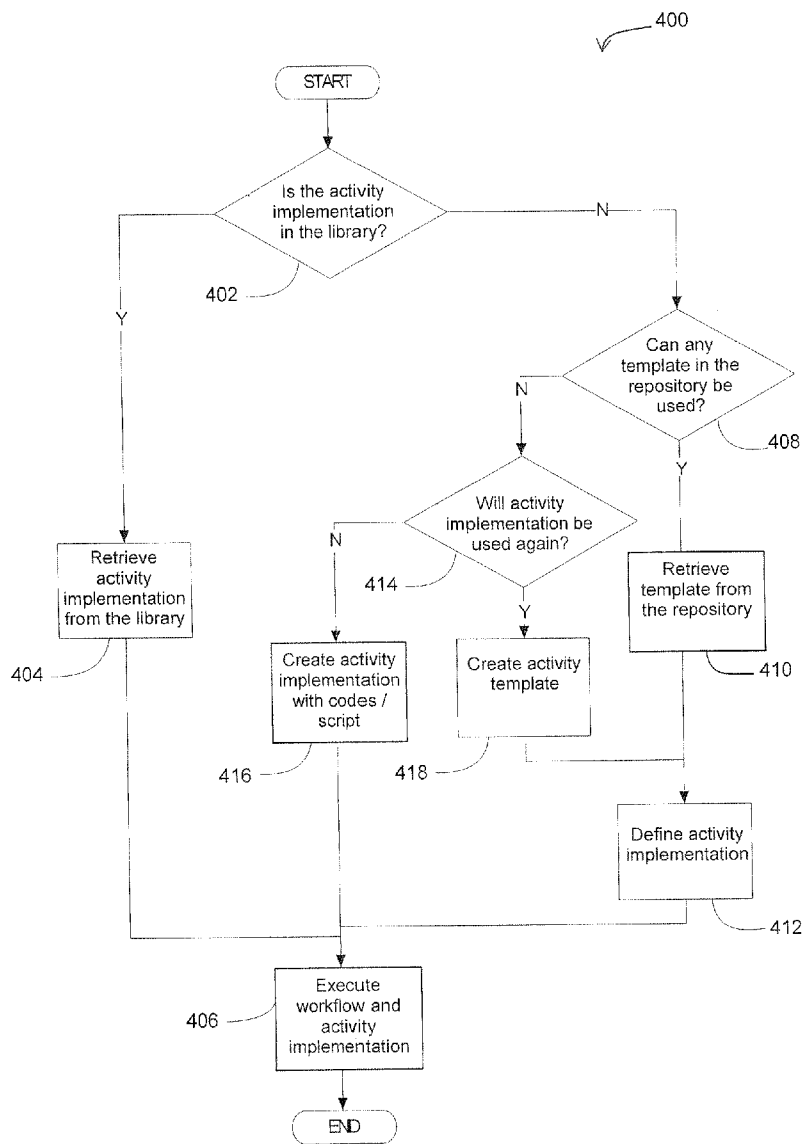 400
START
Is the activity
implementation
in the library?
402
N
Y
Can any
template in the
repository be
used?
408
N
Y
Will activity
implementation be
used again?
414
N
Y
Retrieve
activity
implementation
from the library
404
Retrieve
template from
the repository
410
Create activity
implementation
with codes /
script
416
Create activity
template
418
Define activity
implementation
412
Execute
workflow and
activity
implementation
406
END